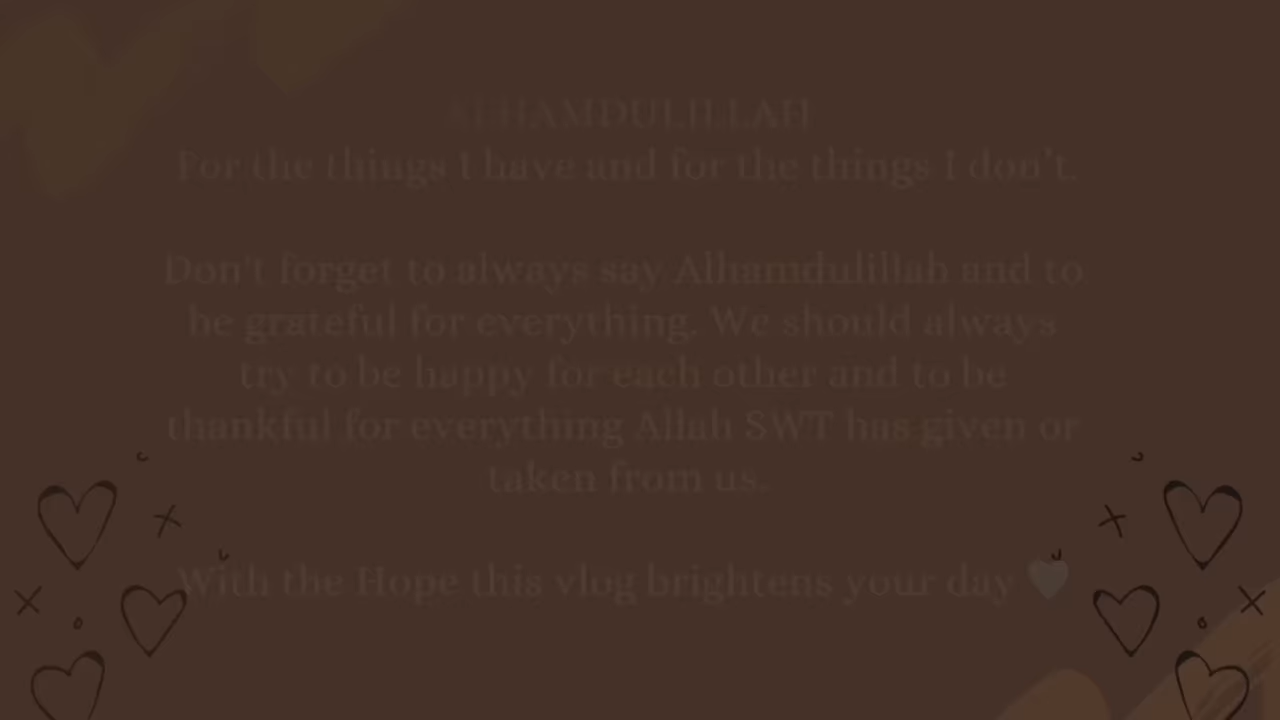 ALHAMDULILLAH
For the things I have and for the things I don't.
Don't forget to always say Alhamdulillah and to
be grateful for everything. We should always
try to be happy for each other and to be
thankful for everything Allah SWT has given or
taken from us.
With the Hope this vlog brightens your day 🤍